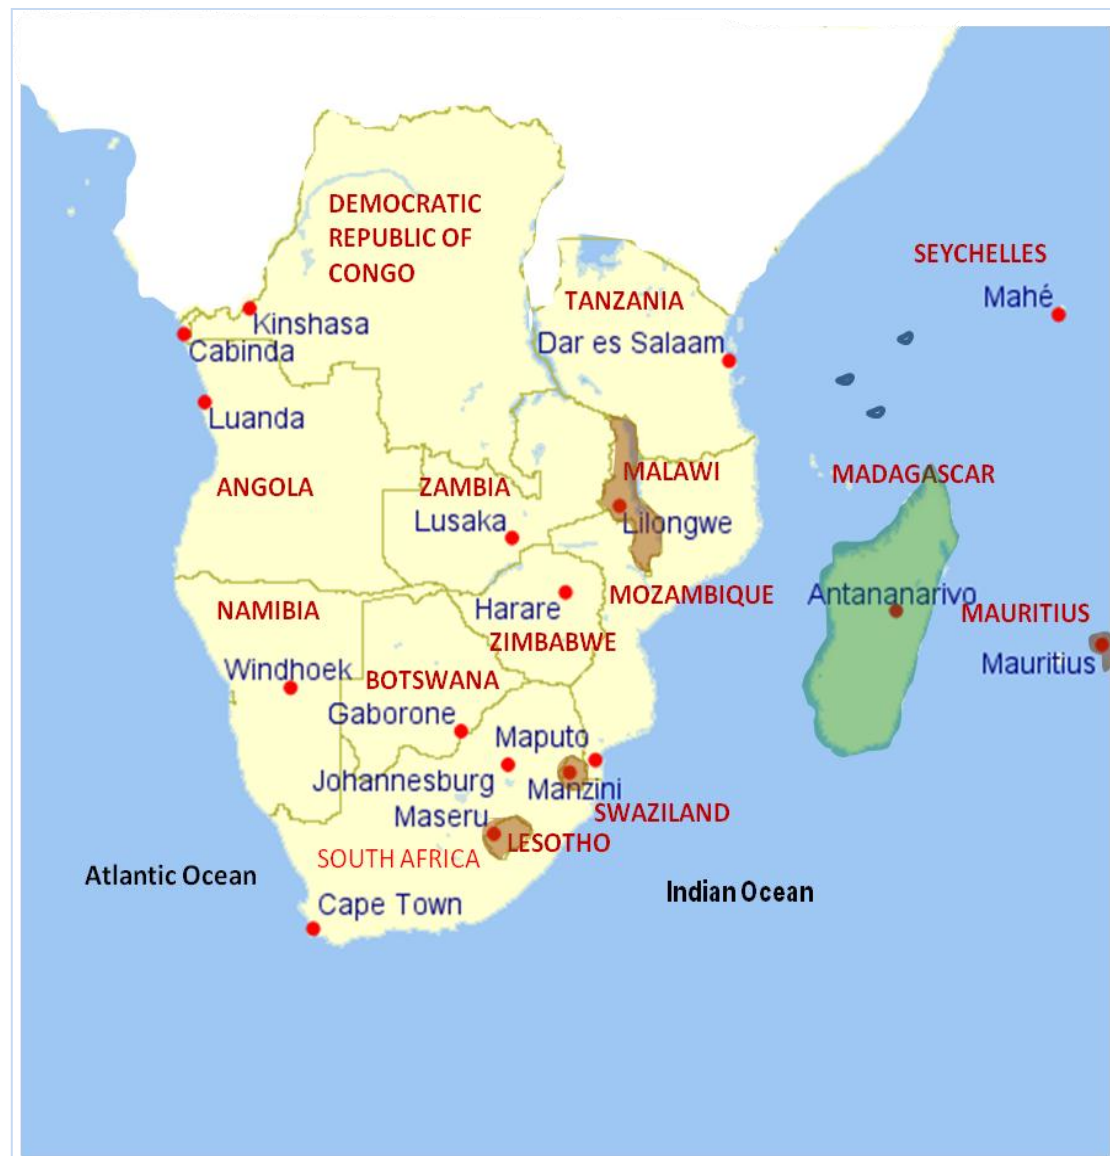 DEMOCRATIC
REPUBLIC OF
CONGO
SEYCHELLES
Mahé
TANZANIA
Kinshasa
Dar es Salaam
Cabinda
Luanda
ANGOLA
ZAMBIA
MALAWI
MADAGASCAR
Lusaka
Lilongwe
NAMIBIA
Harare
MOZAMBIQUE
Antananarivo
MAURITIUS
ZIMBABWE
Windhoek
BOTSWANA
Mauritius
Gaborone
Maputo
Johannesburg
Manzini
Maseru
SWAZILAND
LESOTHO
SOUTH AFRICA
Atlantic Ocean
Indian Ocean
Cape Town